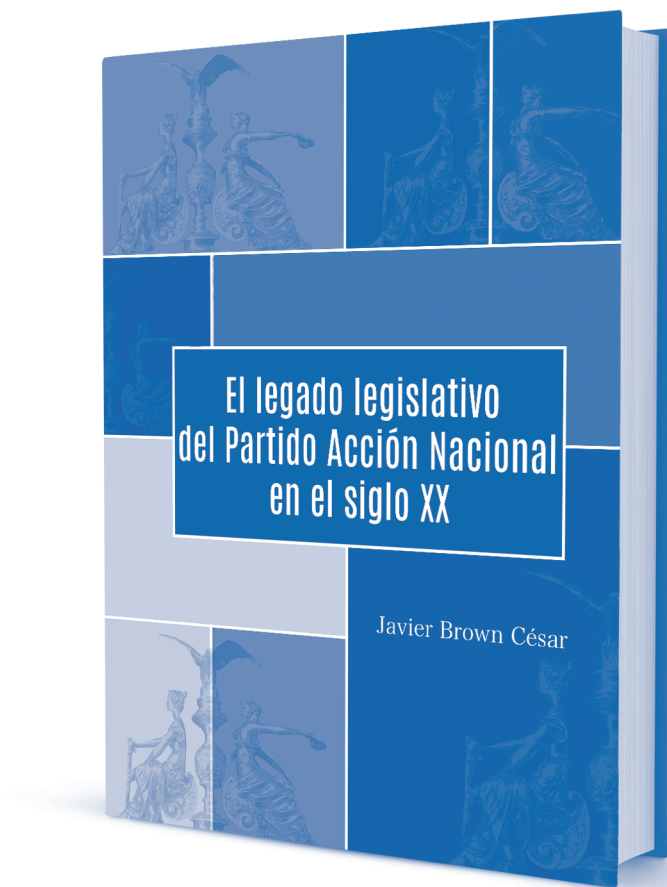 El legado legislativo
del Partido Acción Nacional
en el siglo XX
Javier Brown César